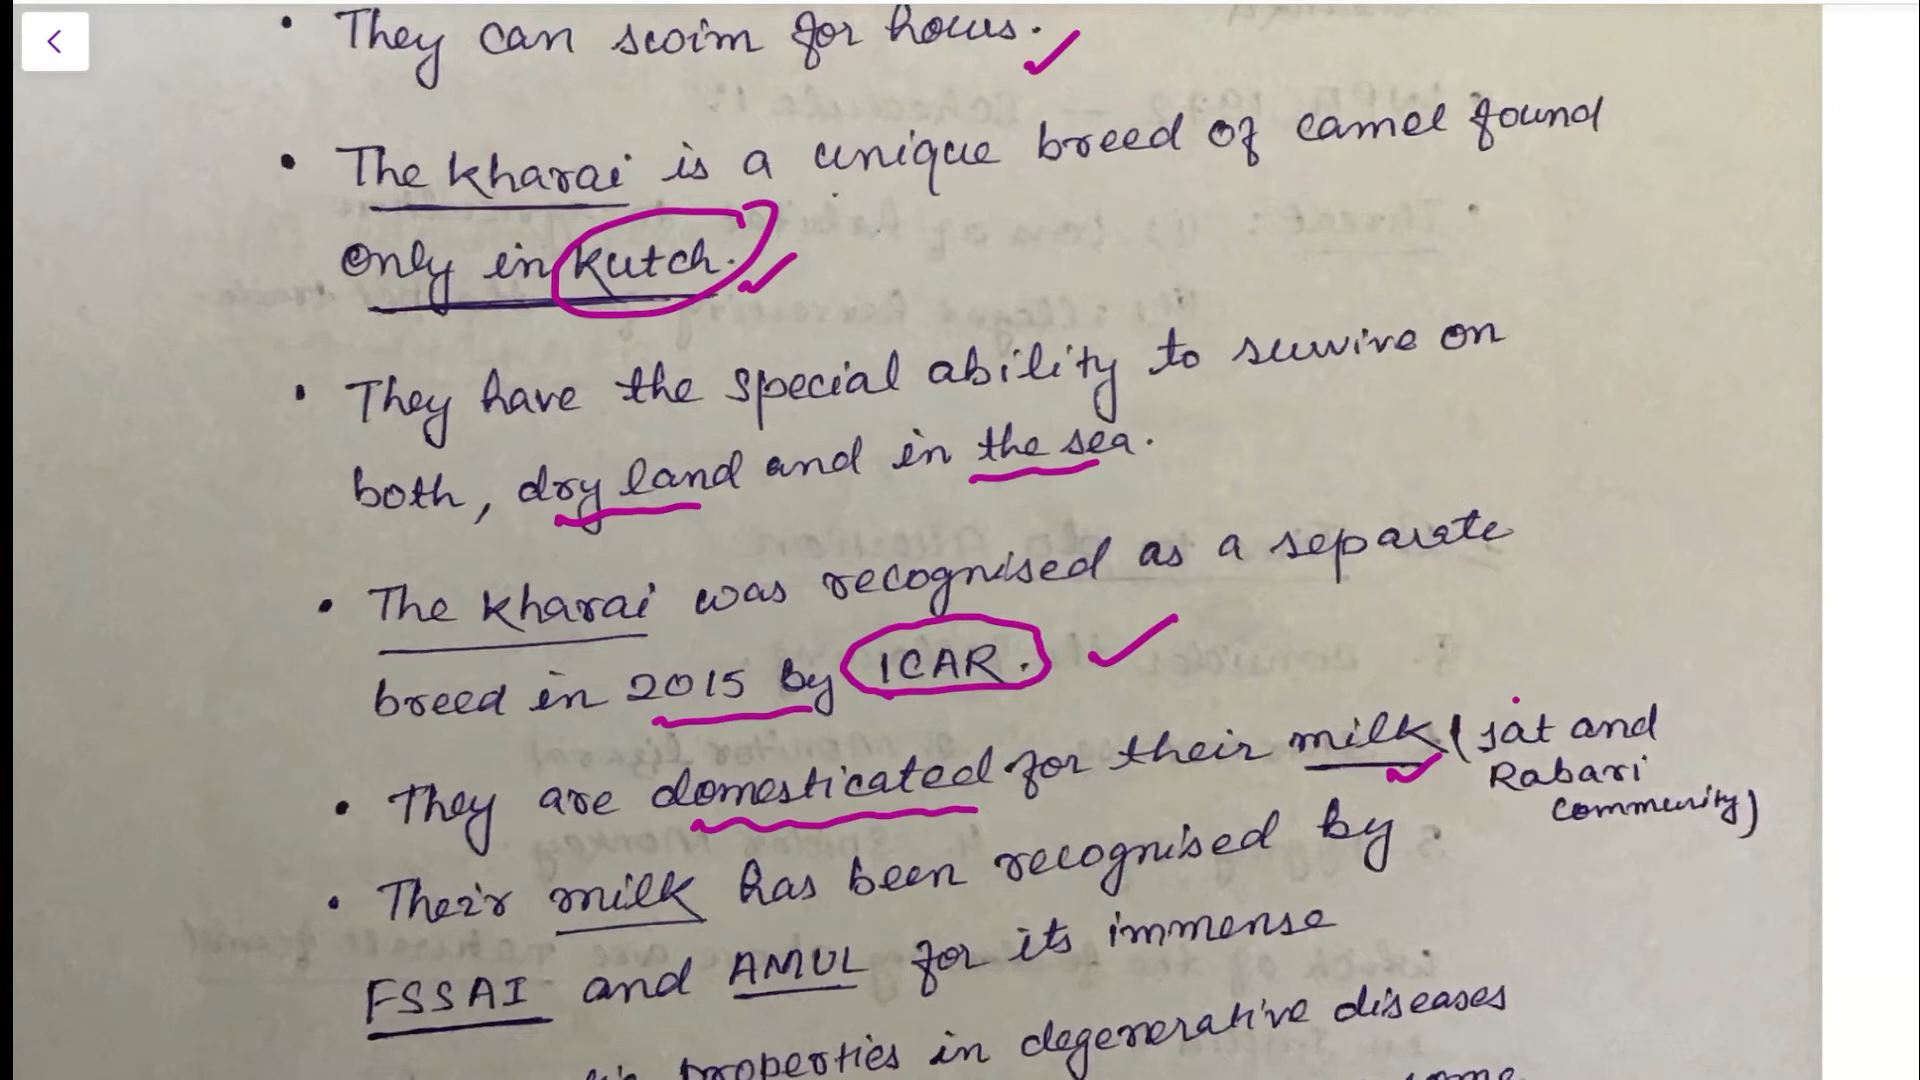 • They can swim for hours.
• The Kharai is a unique breed of camel found
only in Kutch.
• They have the special ability to survive on
both, dry land and in the sea.
• The Kharai was recognised as a separate
breed in 2015 by ICAR.
• They are domesticated for their milk (Jat and
Rabari
community)
• Their milk has been recognised by
FSSAI and AMUL for its immense
properties in degenerative diseases
some